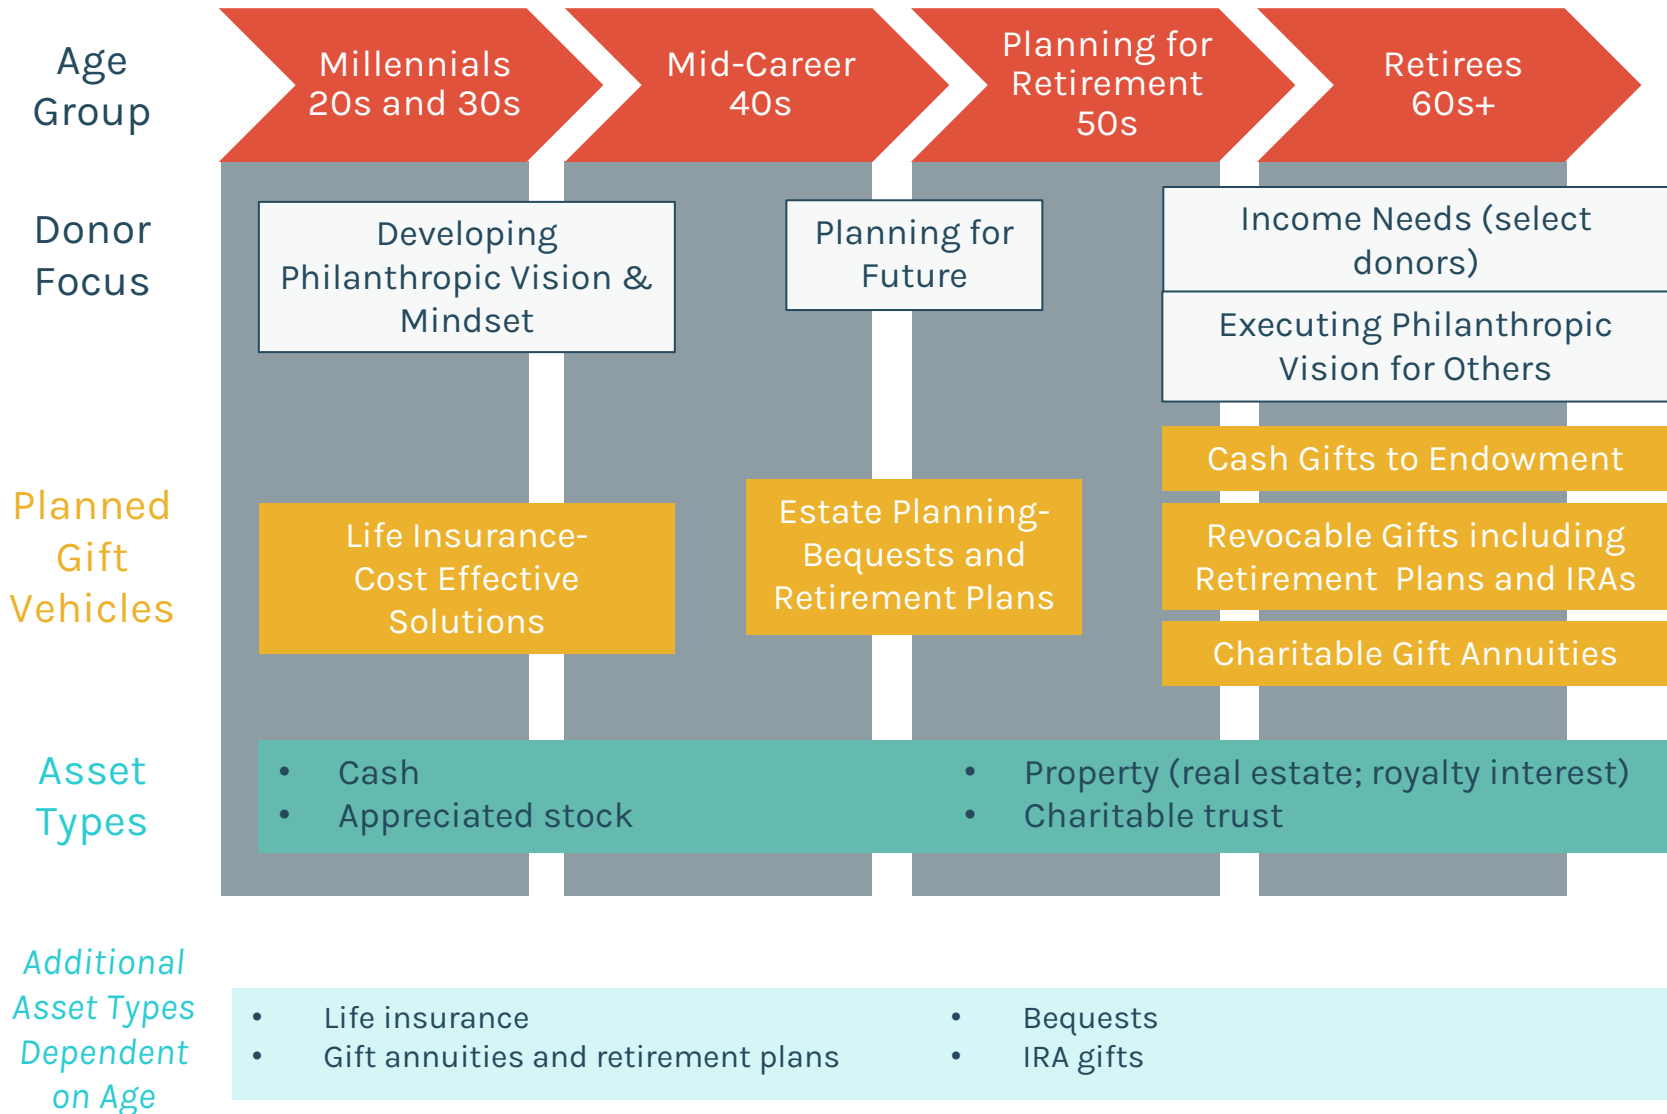 Age
Group
Millennials
20s and 30s
Mid-Career
40s
Planning for
Retirement
50s
Retirees
60s+
Donor
Focus
Developing
Philanthropic Vision &
Mindset
Planning for
Future
Income Needs (select
donors)
Executing Philanthropic
Vision for Others
Planned
Gift
Vehicles
Life Insurance-
Cost Effective
Solutions
Estate Planning-
Bequests and
Retirement Plans
Cash Gifts to Endowment
Revocable Gifts including
Retirement Plans and IRAs
Charitable Gift Annuities
Asset
Types
• Cash
• Appreciated stock
• Property (real estate; royalty interest)
• Charitable trust
Additional
Asset Types
Dependent
on Age
• Life insurance
• Gift annuities and retirement plans
• Bequests
• IRA gifts